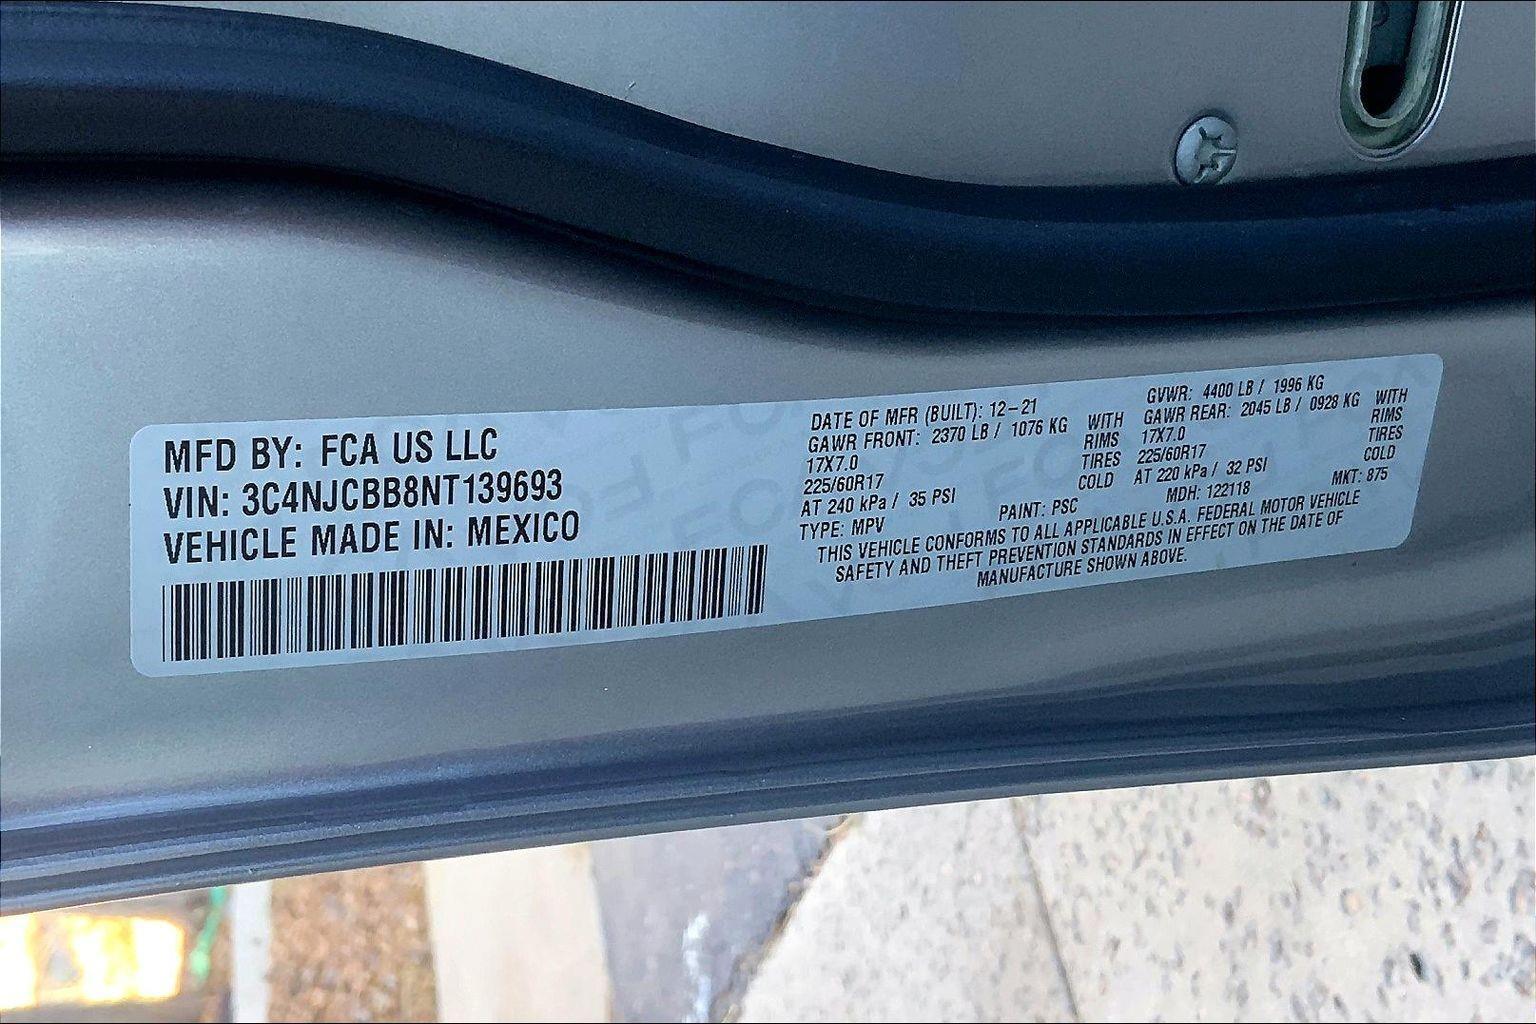 MFD BY: FCA US LLC
VIN: 3C4NJCBB8NT139693
VEHICLE MADE IN: MEXICO
DATE OF MFR (BUILT): 12-21 GVWR: 4400 LB / 1996 KG
GAWR FRONT: 2370 LB / 1076 KG WITH GAWR REAR: 2045 LB / 0928 KG WITH
17X7.0 RIMS 17X7.0 RIMS
225/60R17 TIRES 225/60R17 TIRES
AT 240 kPa / 35 PSI COLD AT 220 kPa / 32 PSI COLD
TYPE: MPV PAINT: PSC MDH: 122118 MKT: 875
THIS VEHICLE CONFORMS TO ALL APPLICABLE U.S.A. FEDERAL MOTOR VEHICLE
SAFETY AND THEFT PREVENTION STANDARDS IN EFFECT ON THE DATE OF
MANUFACTURE SHOWN ABOVE.